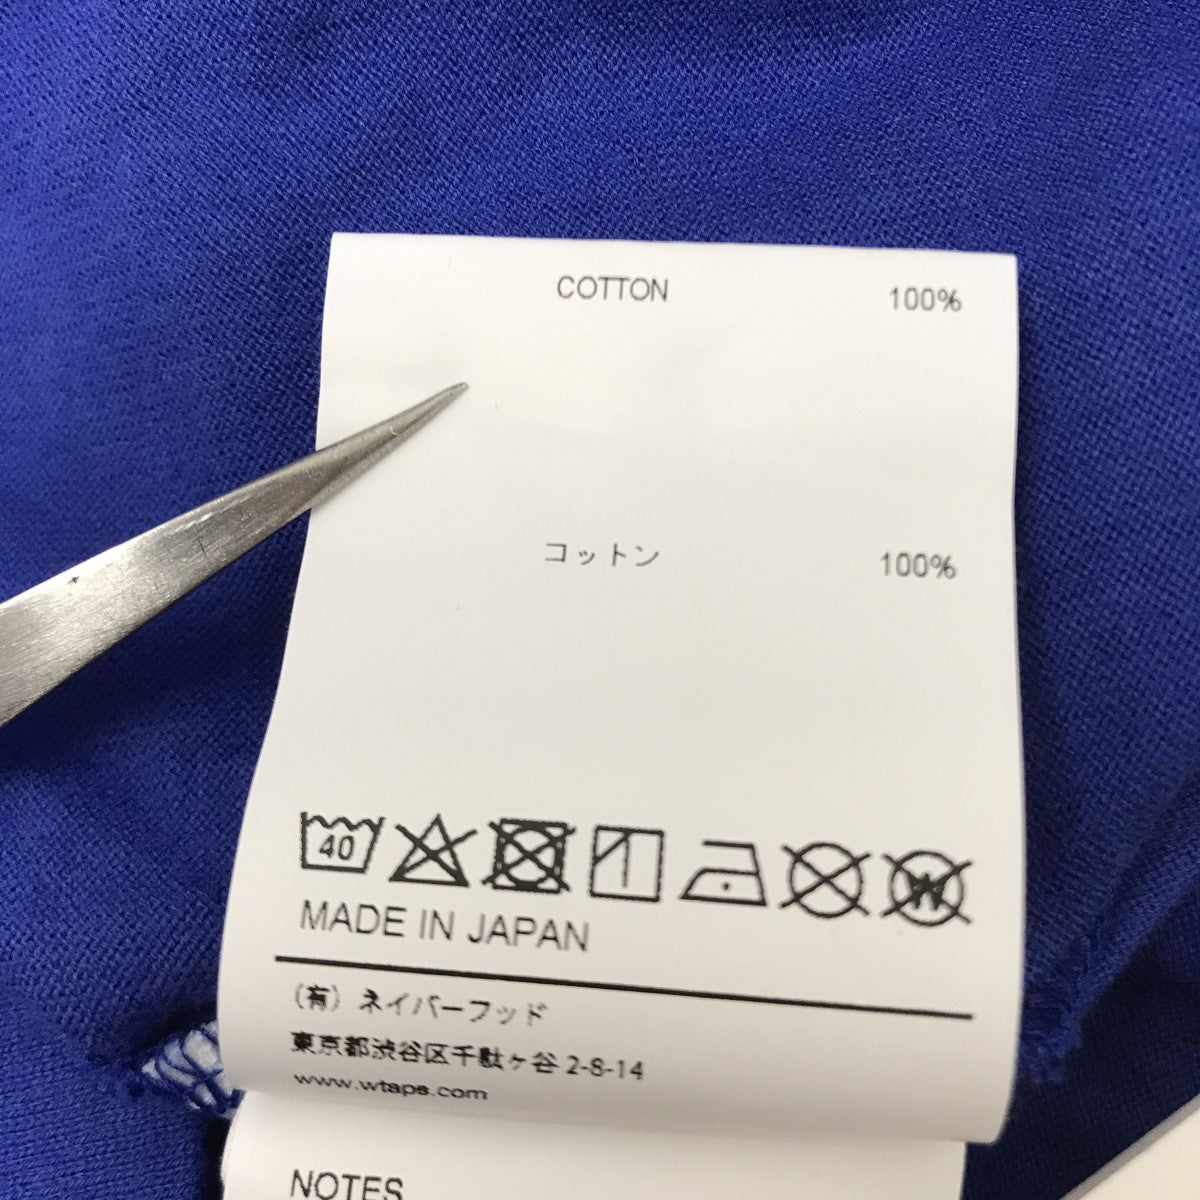 COTTON 100%
コットン 100%
40 W
MADE IN JAPAN
(有) ネイバーフッド
東京都渋谷区千駄ヶ谷 2-8-14
www.wtaps.com
NOTES